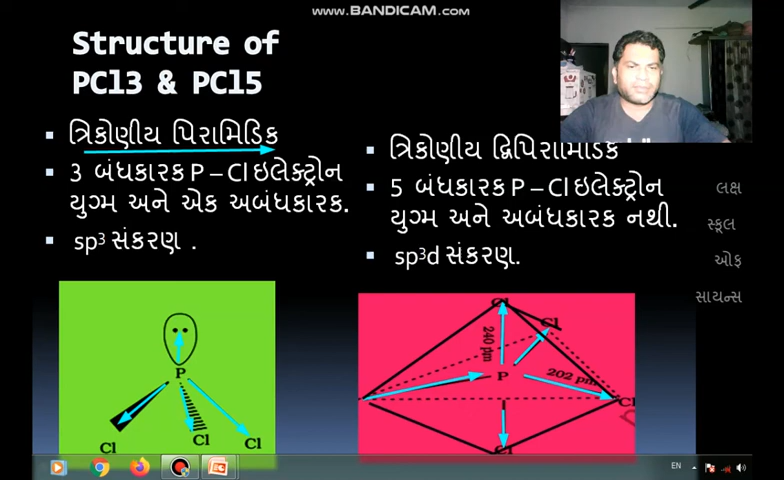 WWW.BANDICAM.COM
Structure of
PCl3 & PCl5
ત્રિકોણીય પિરામિડિક
3 બંધકારક P – Cl ઇલેક્ટ્રોન
યુગ્મ અને એક અબંધકારક.
sp³ સંકરણ .
ત્રિકોણીય દ્વિપિરામિડિક
5 બંધકારક P – Cl ઇલેક્ટ્રોન
યુગ્મ અને અબંધકારક નથી.
sp³d સંકરણ.
લક્ષ
સ્કૂલ
ઓફ
સાયન્સ
P
Cl
Cl
Cl
Cl
Cl
240 pm
P
202 pm
Cl
Cl
EN